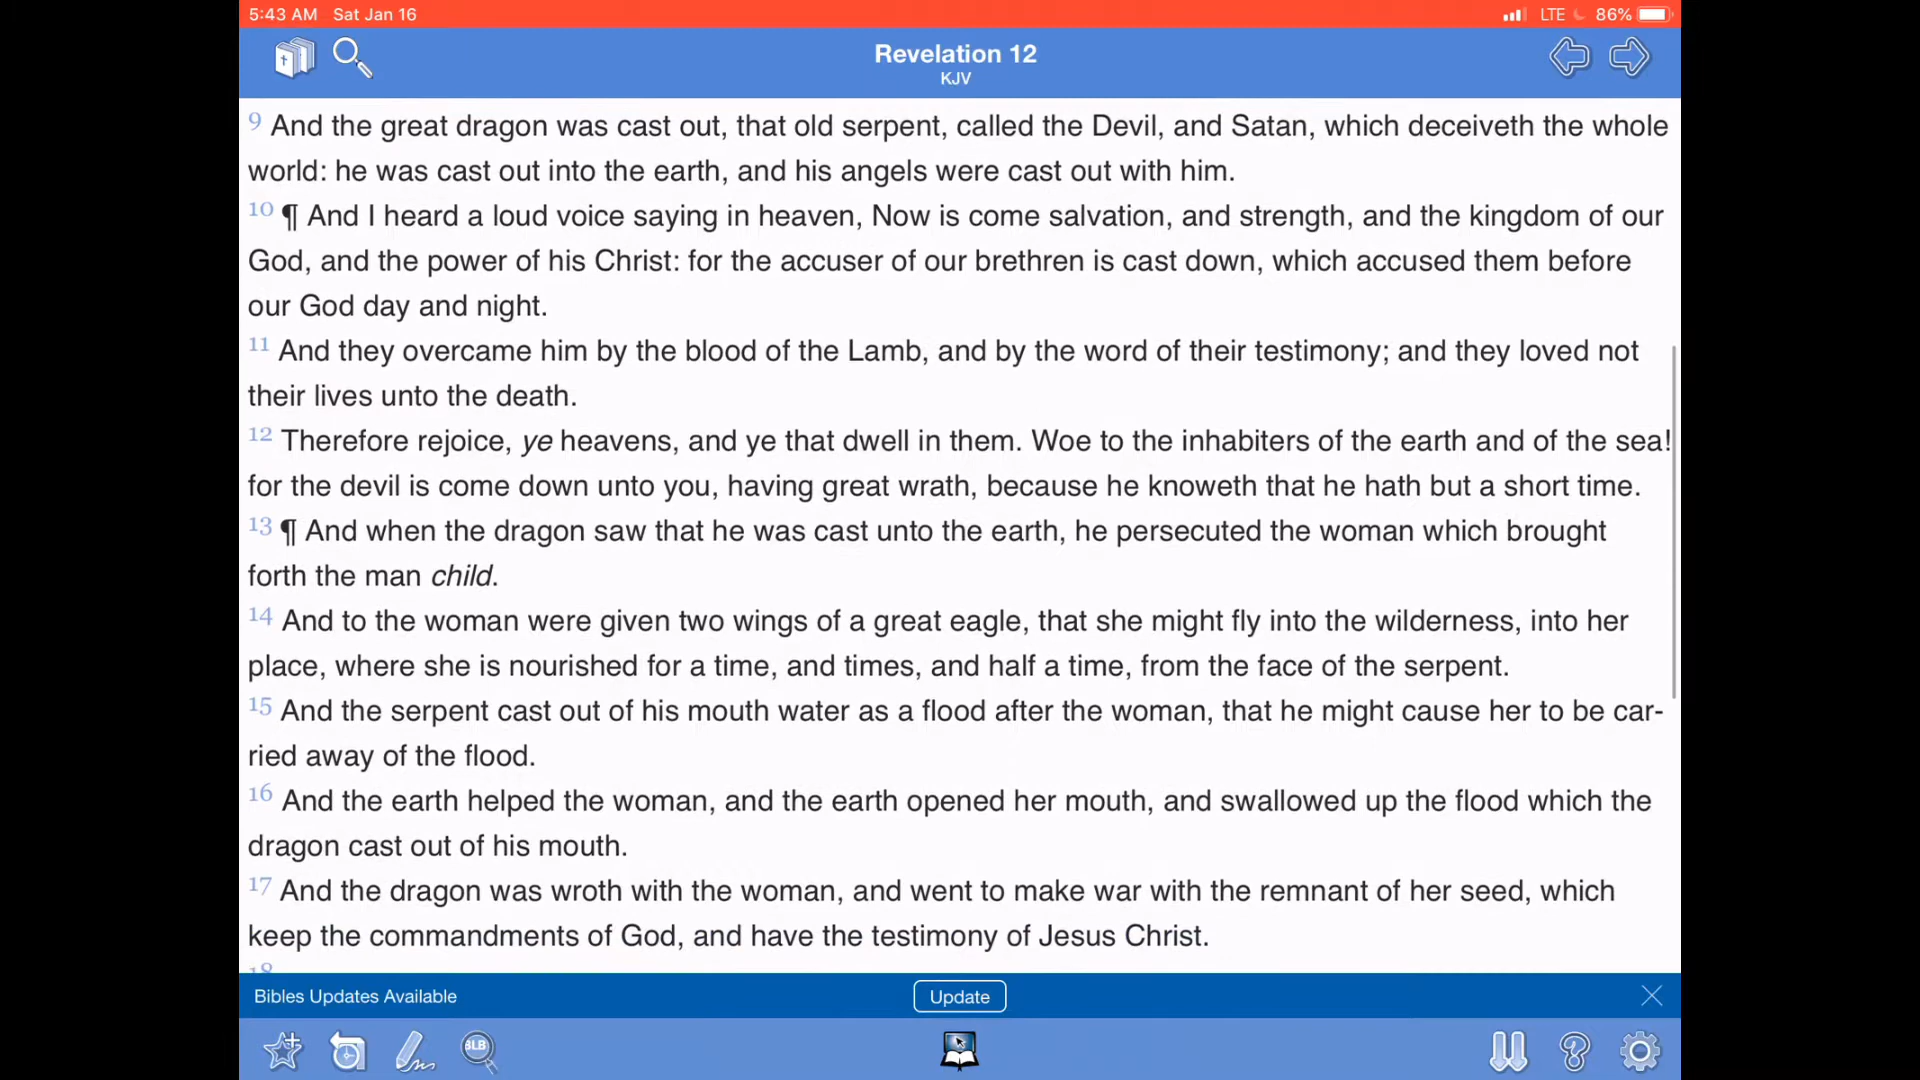 5:43 AM Sat Jan 16 LTE 86%
Revelation 12
KJV
9 And the great dragon was cast out, that old serpent, called the Devil, and Satan, which deceiveth the whole
world: he was cast out into the earth, and his angels were cast out with him.
10 ¶ And I heard a loud voice saying in heaven, Now is come salvation, and strength, and the kingdom of our
God, and the power of his Christ: for the accuser of our brethren is cast down, which accused them before
our God day and night.
11 And they overcame him by the blood of the Lamb, and by the word of their testimony; and they loved not
their lives unto the death.
12 Therefore rejoice, ye heavens, and ye that dwell in them. Woe to the inhabiters of the earth and of the sea!
for the devil is come down unto you, having great wrath, because he knoweth that he hath but a short time.
13 ¶ And when the dragon saw that he was cast unto the earth, he persecuted the woman which brought
forth the man child.
14 And to the woman were given two wings of a great eagle, that she might fly into the wilderness, into her
place, where she is nourished for a time, and times, and half a time, from the face of the serpent.
15 And the serpent cast out of his mouth water as a flood after the woman, that he might cause her to be car-
ried away of the flood.
16 And the earth helped the woman, and the earth opened her mouth, and swallowed up the flood which the
dragon cast out of his mouth.
17 And the dragon was wroth with the woman, and went to make war with the remnant of her seed, which
keep the commandments of God, and have the testimony of Jesus Christ.
18
Bibles Updates Available Update
BLB